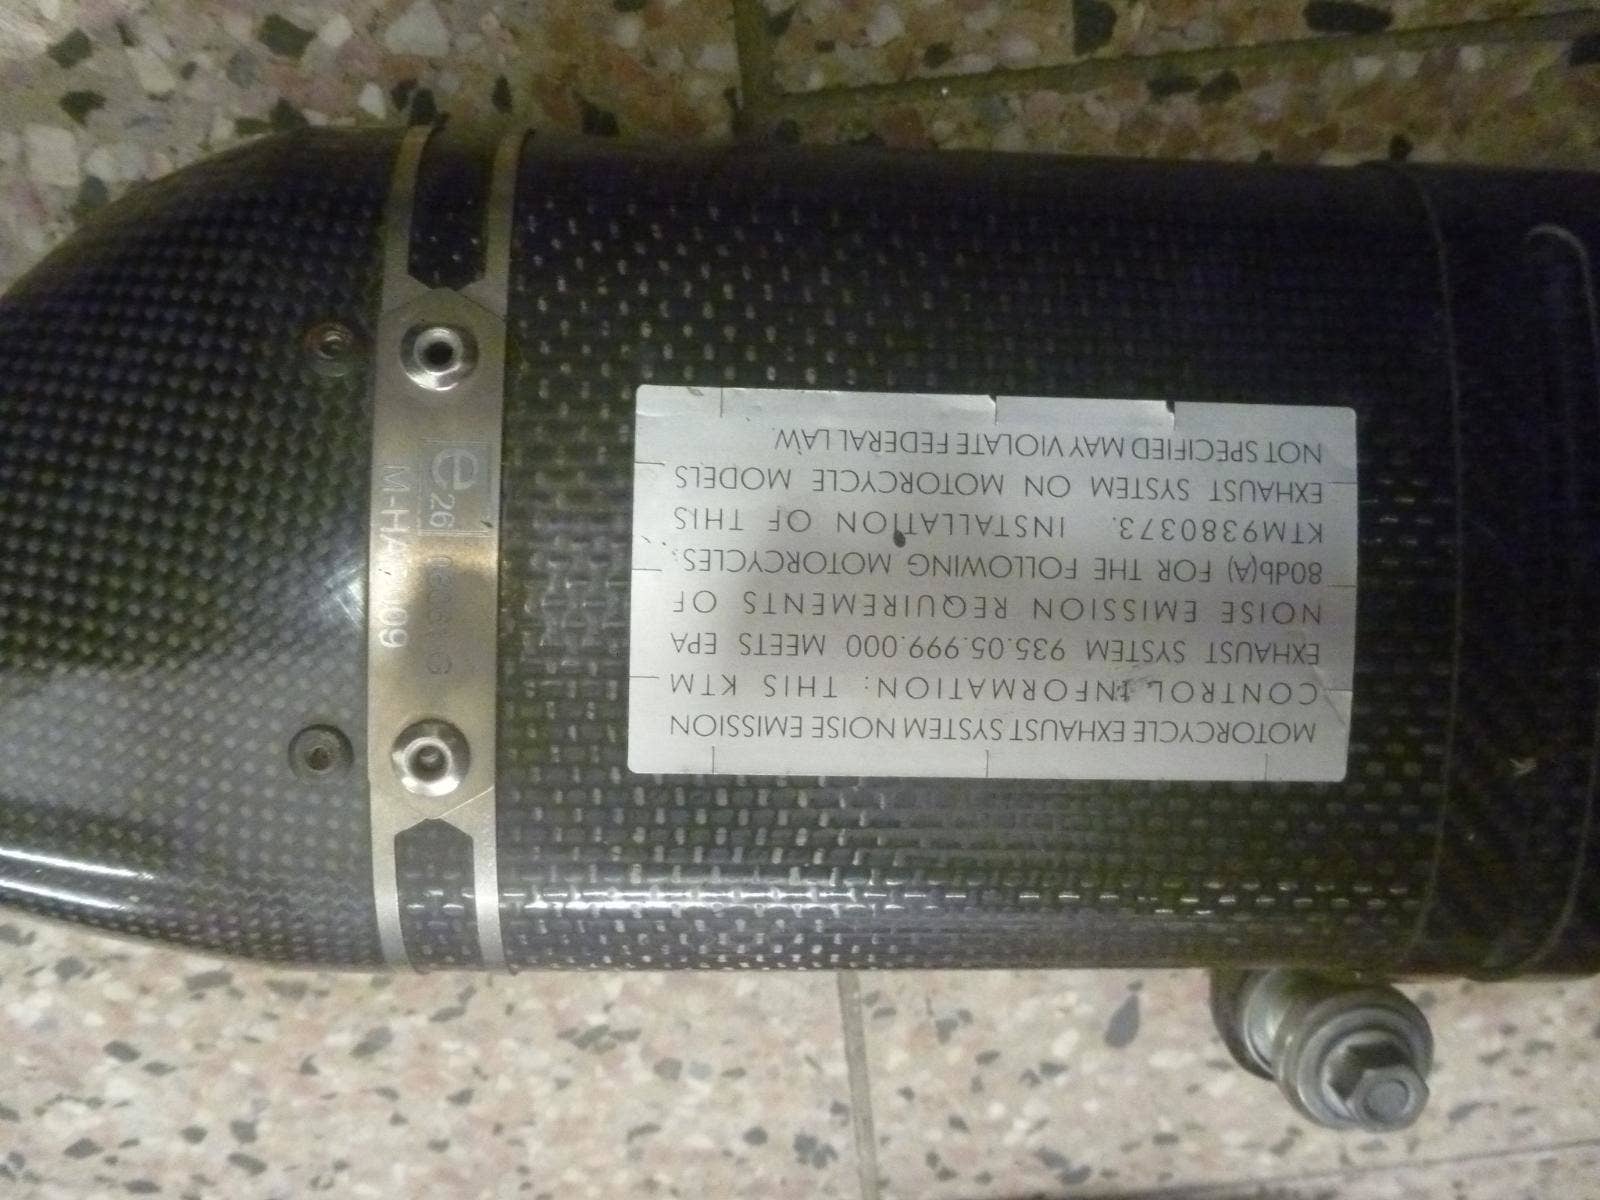 MOTORCYCLE EXHAUST SYSTEM NOISE EMISSION
CONTROL INFORMATION: THIS KTM
EXHAUST SYSTEM 935.05.999.000 MEETS EPA
NOISE EMISSION REQUIREMENTS OF
80db(A) FOR THE FOLLOWING MOTORCYCLES:
KTM9380373. INSTALLATION OF THIS
EXHAUST SYSTEM ON MOTORCYCLE MODELS
NOT SPECIFIED MAY VIOLATE FEDERAL LAW.
e26